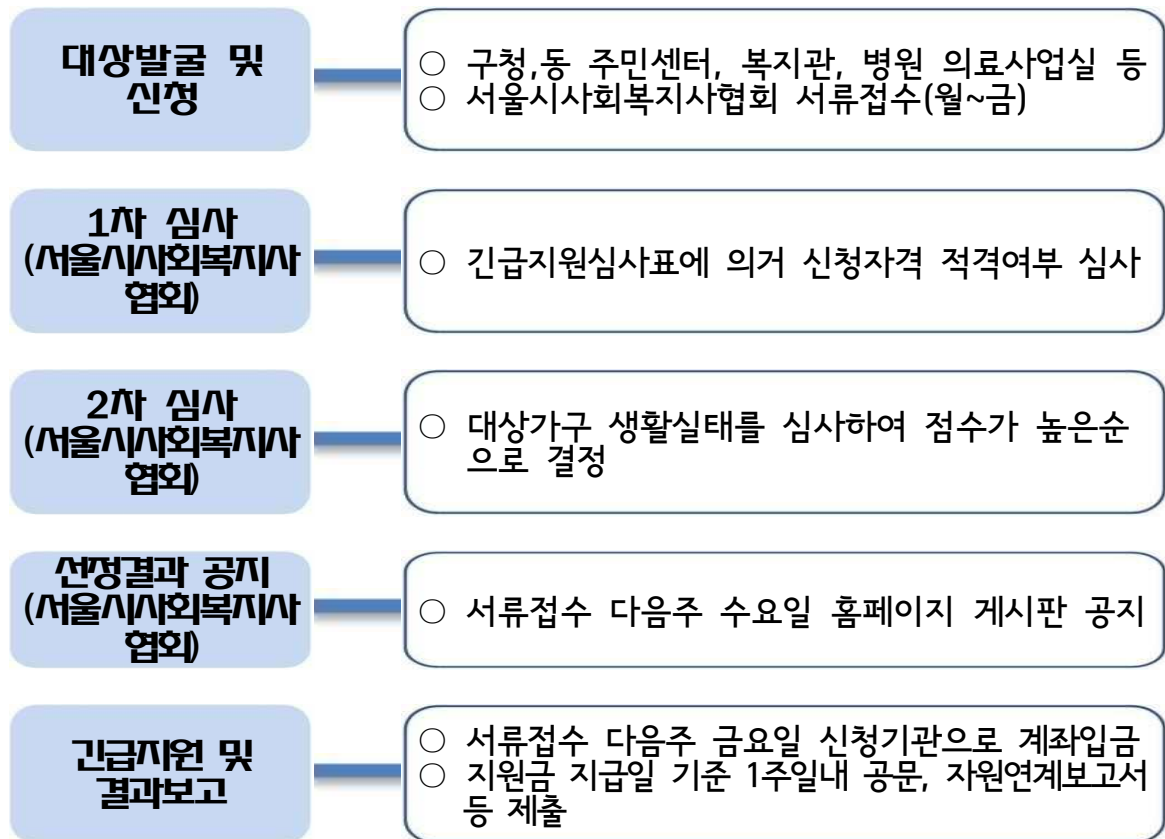 대상발굴 및
신청
○ 구청,동 주민센터, 복지관, 병원 의료사업실 등
○ 서울시사회복지사협회 서류접수(월~금)
1차 심사
(서울시사회복지사
협회)
○ 긴급지원심사표에 의거 신청자격 적격여부 심사
2차 심사
(서울시사회복지사
협회)
○ 대상가구 생활실태를 심사하여 점수가 높은순
으로 결정
선정결과 공지
(서울시사회복지사
협회)
○ 서류접수 다음주 수요일 홈페이지 게시판 공지
긴급지원 및
결과보고
○ 서류접수 다음주 금요일 신청기관으로 계좌입금
○ 지원금 지급일 기준 1주일내 공문, 자원연계보고서
등 제출